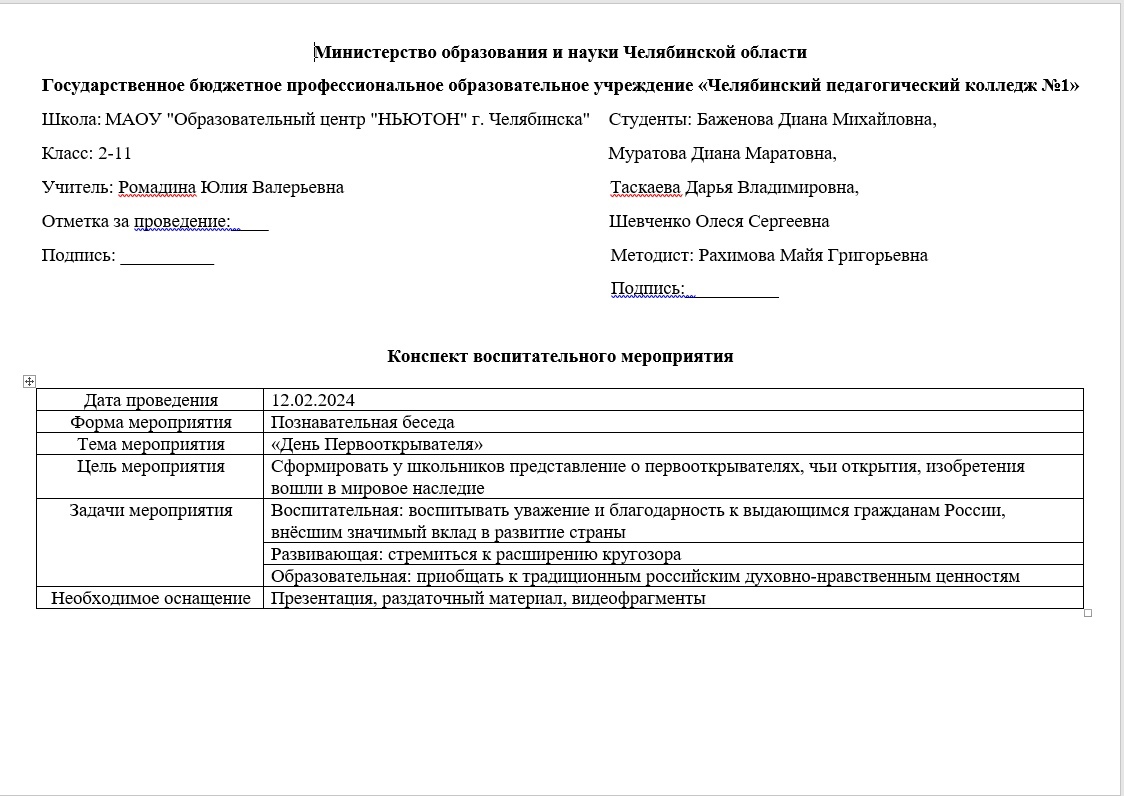 Министерство образования и науки Челябинской области
Государственное бюджетное профессиональное образовательное учреждение «Челябинский педагогический колледж №1»
Школа: МАОУ "Образовательный центр "НЬЮТОН" г. Челябинска"
Класс: 2-11
Учитель: Ромадина Юлия Валерьевна
Отметка за проведение:____
Подпись: __________
Студенты: Баженова Диана Михайловна,
Муратова Диана Маратовна,
Таскаева Дарья Владимировна,
Шевченко Олеся Сергеевна
Методист: Рахимова Майя Григорьевна
Подпись:__________
Конспект воспитательного мероприятия
Дата проведения
12.02.2024
Форма мероприятия
Познавательная беседа
Тема мероприятия
«День Первооткрывателя»
Цель мероприятия
Сформировать у школьников представление о первооткрывателях, чьи открытия, изобретения
вошли в мировое наследие
Задачи мероприятия
Воспитательная: воспитывать уважение и благодарность к выдающимся гражданам России,
внёсшим значимый вклад в развитие страны
Развивающая: стремиться к расширению кругозора
Образовательная: приобщать к традиционным российским духовно-нравственным ценностям
Необходимое оснащение
Презентация, раздаточный материал, видеофрагменты